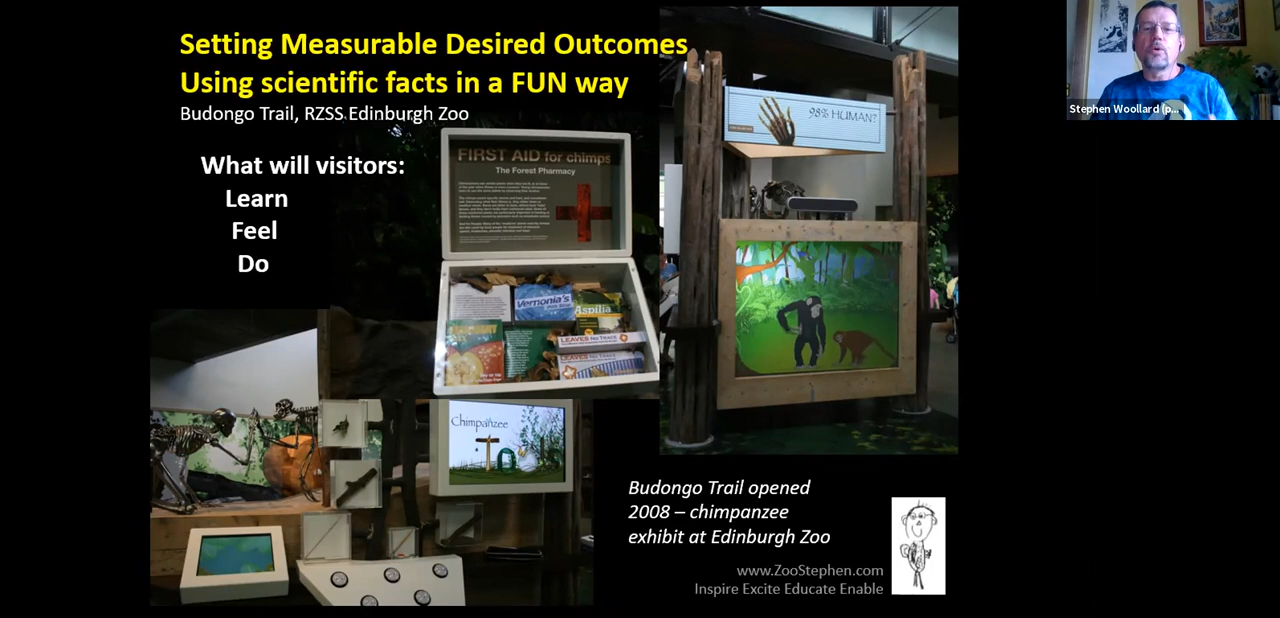 Setting Measurable Desired Outcomes
Using scientific facts in a FUN way
Budongo Trail, RZSS Edinburgh Zoo
What will visitors:
Learn
Feel
Do
FIRST AID for chimps
The Forest Pharmacy
Vernonia's
Aspilia
LEAVES No TRACE
LEAVES No TRACE
98% HUMAN?
Chimpanzee
Budongo Trail opened
2008 – chimpanzee
exhibit at Edinburgh Zoo
www.ZooStephen.com
Inspire Excite Educate Enable
Stephen Woollard (p...